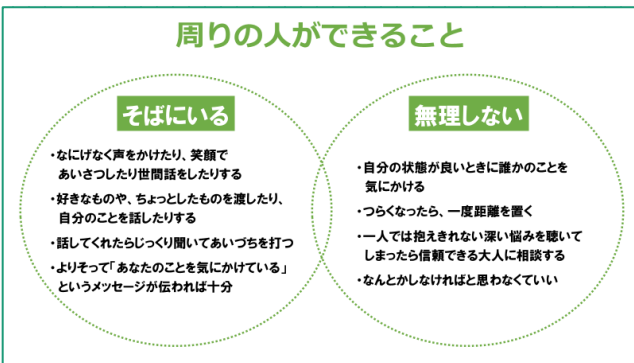 周りの人ができること
そばにいる
・なにげなく声をかけたり、笑顔で
あいさつしたり世間話をしたりする
・好きなものや、ちょっとしたものを渡したり、
自分のことを話したりする
・話してくれたらじっくり聞いてあいづちを打つ
・よりそって「あなたのことを気にかけている」
というメッセージが伝われば十分
無理しない
・自分の状態が良いときに誰かのことを
気にかける
・つらくなったら、一度距離を置く
・一人では抱えきれない深い悩みを聴いて
しまったら信頼できる大人に相談する
・なんとかしなければと思わなくていい